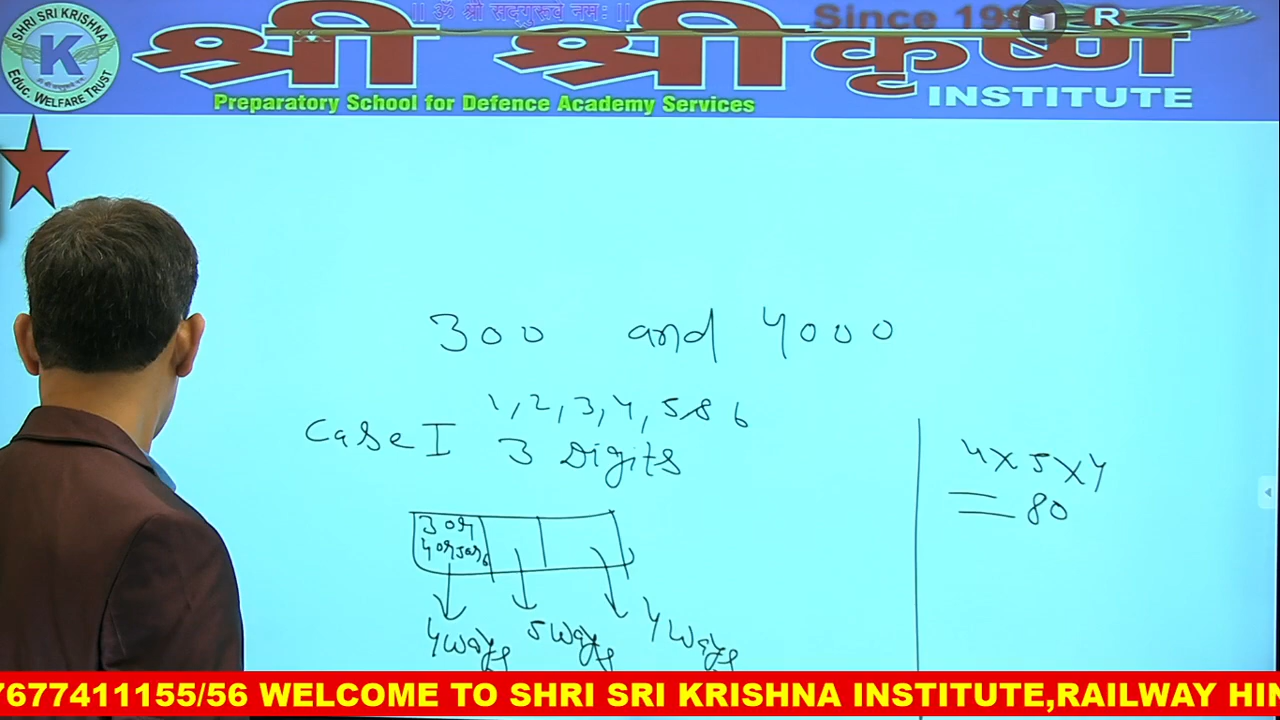 || ॐ श्री सद्गुरूवे नमः ||
SHRI SRI KRISHNA
K
Educ. WELFARE TRUST
श्री श्री कृष्ण
Since
R
Preparatory School for Defence Academy Services
INSTITUTE
300 and 4000
1,2,3,4,5 & 6
Case I 3 Digits
3 or
4 or 5 or 6
4 ways 5 ways 4 ways
4 x 5 x 4
= 80
7677411155/56 WELCOME TO SHRI SRI KRISHNA INSTITUTE,RAILWAY HIN